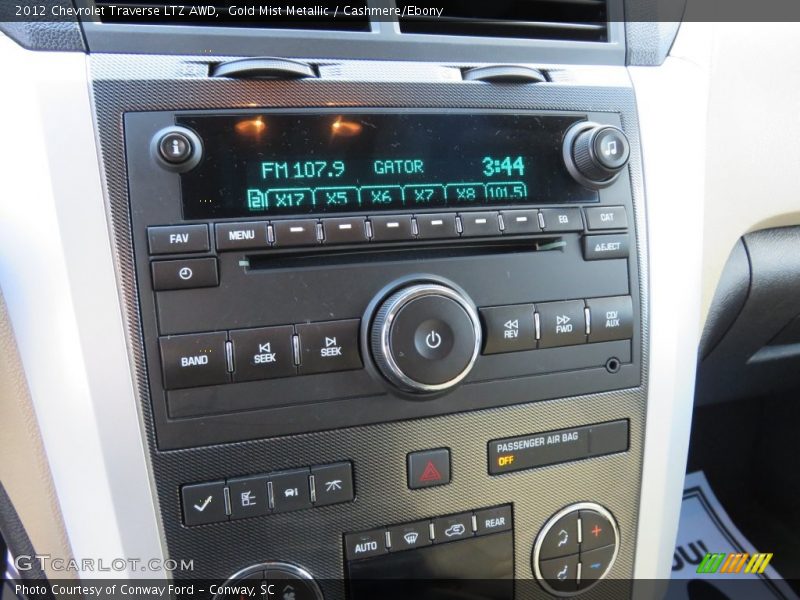 2012 Chevrolet Traverse LTZ AWD,  Gold Mist Metallic / Cashmere/Ebony
i
FM 107.9 GATOR 3:44
2 X17 X5 X6 X7 X8 101.5
FAV MENU EQ CAT
EJECT
BAND SEEK SEEK REV FWD CD/AUX
PASSENGER AIR BAG
OFF
AUTO REAR
GTCarLot.com
Photo Courtesy of Conway Ford - Conway, SC